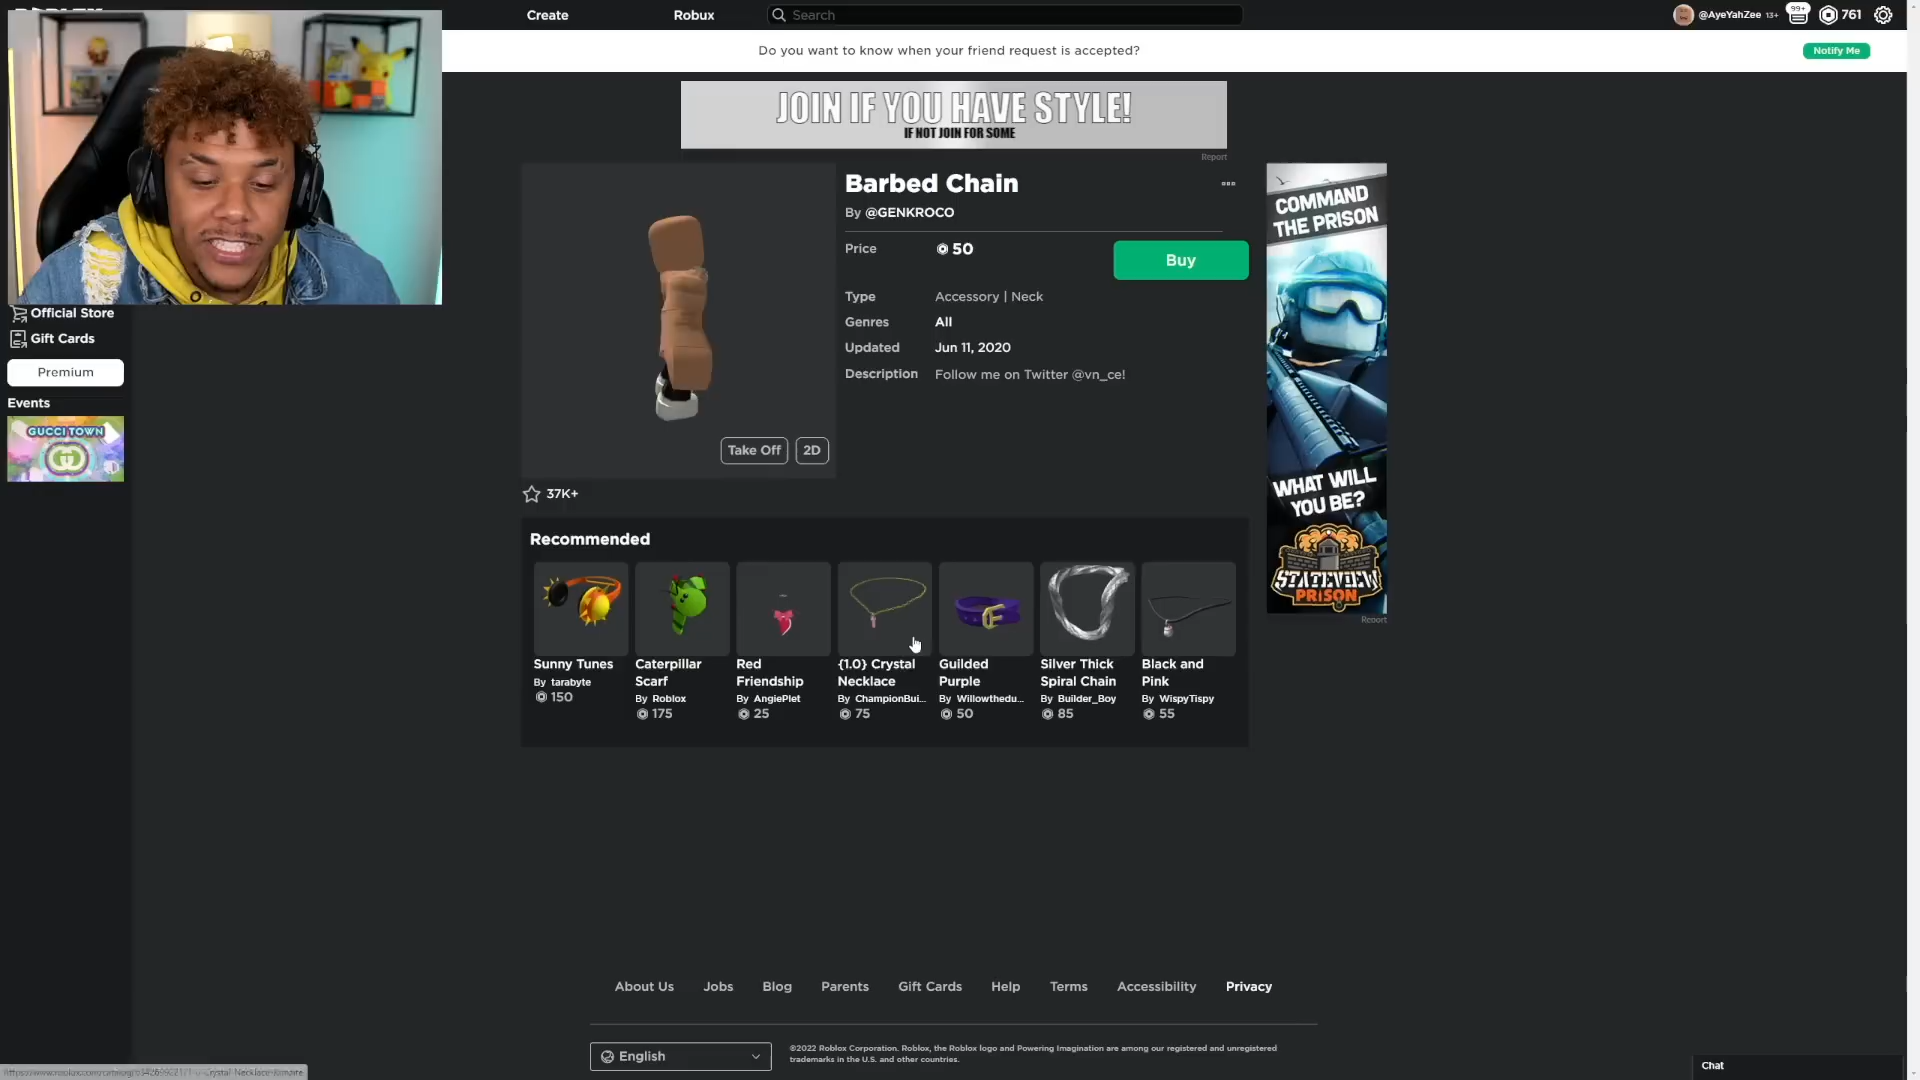 Create
Robux
Search
@AyeYahZee 13+
99+
761
Do you want to know when your friend request is accepted?
Notify Me
JOIN IF YOU HAVE STYLE!
IF NOT JOIN FOR SOME
Report
Barbed Chain
By @GENKROCO
Price 50
Buy
Type Accessory | Neck
Genres All
Updated Jun 11, 2020
Description Follow me on Twitter @vn_ce!
Take Off
2D
37K+
Official Store
Gift Cards
Premium
Events
GUCCI TOWN
COMMAND
THE PRISON
WHAT WILL
YOU BE?
STATEVIEW
PRISON
Report
Recommended
Sunny Tunes
By tarabyte
150
Caterpillar
Scarf
By Roblox
175
Red
Friendship
By AngiePlet
25
{1.0} Crystal
Necklace
By ChampionBui...
75
Guilded
Purple
By Willowthedu...
50
Silver Thick
Spiral Chain
By Builder_Boy
85
Black and
Pink
By WispyTispy
55
About Us Jobs Blog Parents Gift Cards Help Terms Accessibility Privacy
English
©2022 Roblox Corporation. Roblox, the Roblox logo and Powering Imagination are among our registered and unregistered
trademarks in the U.S. and other countries.
Chat